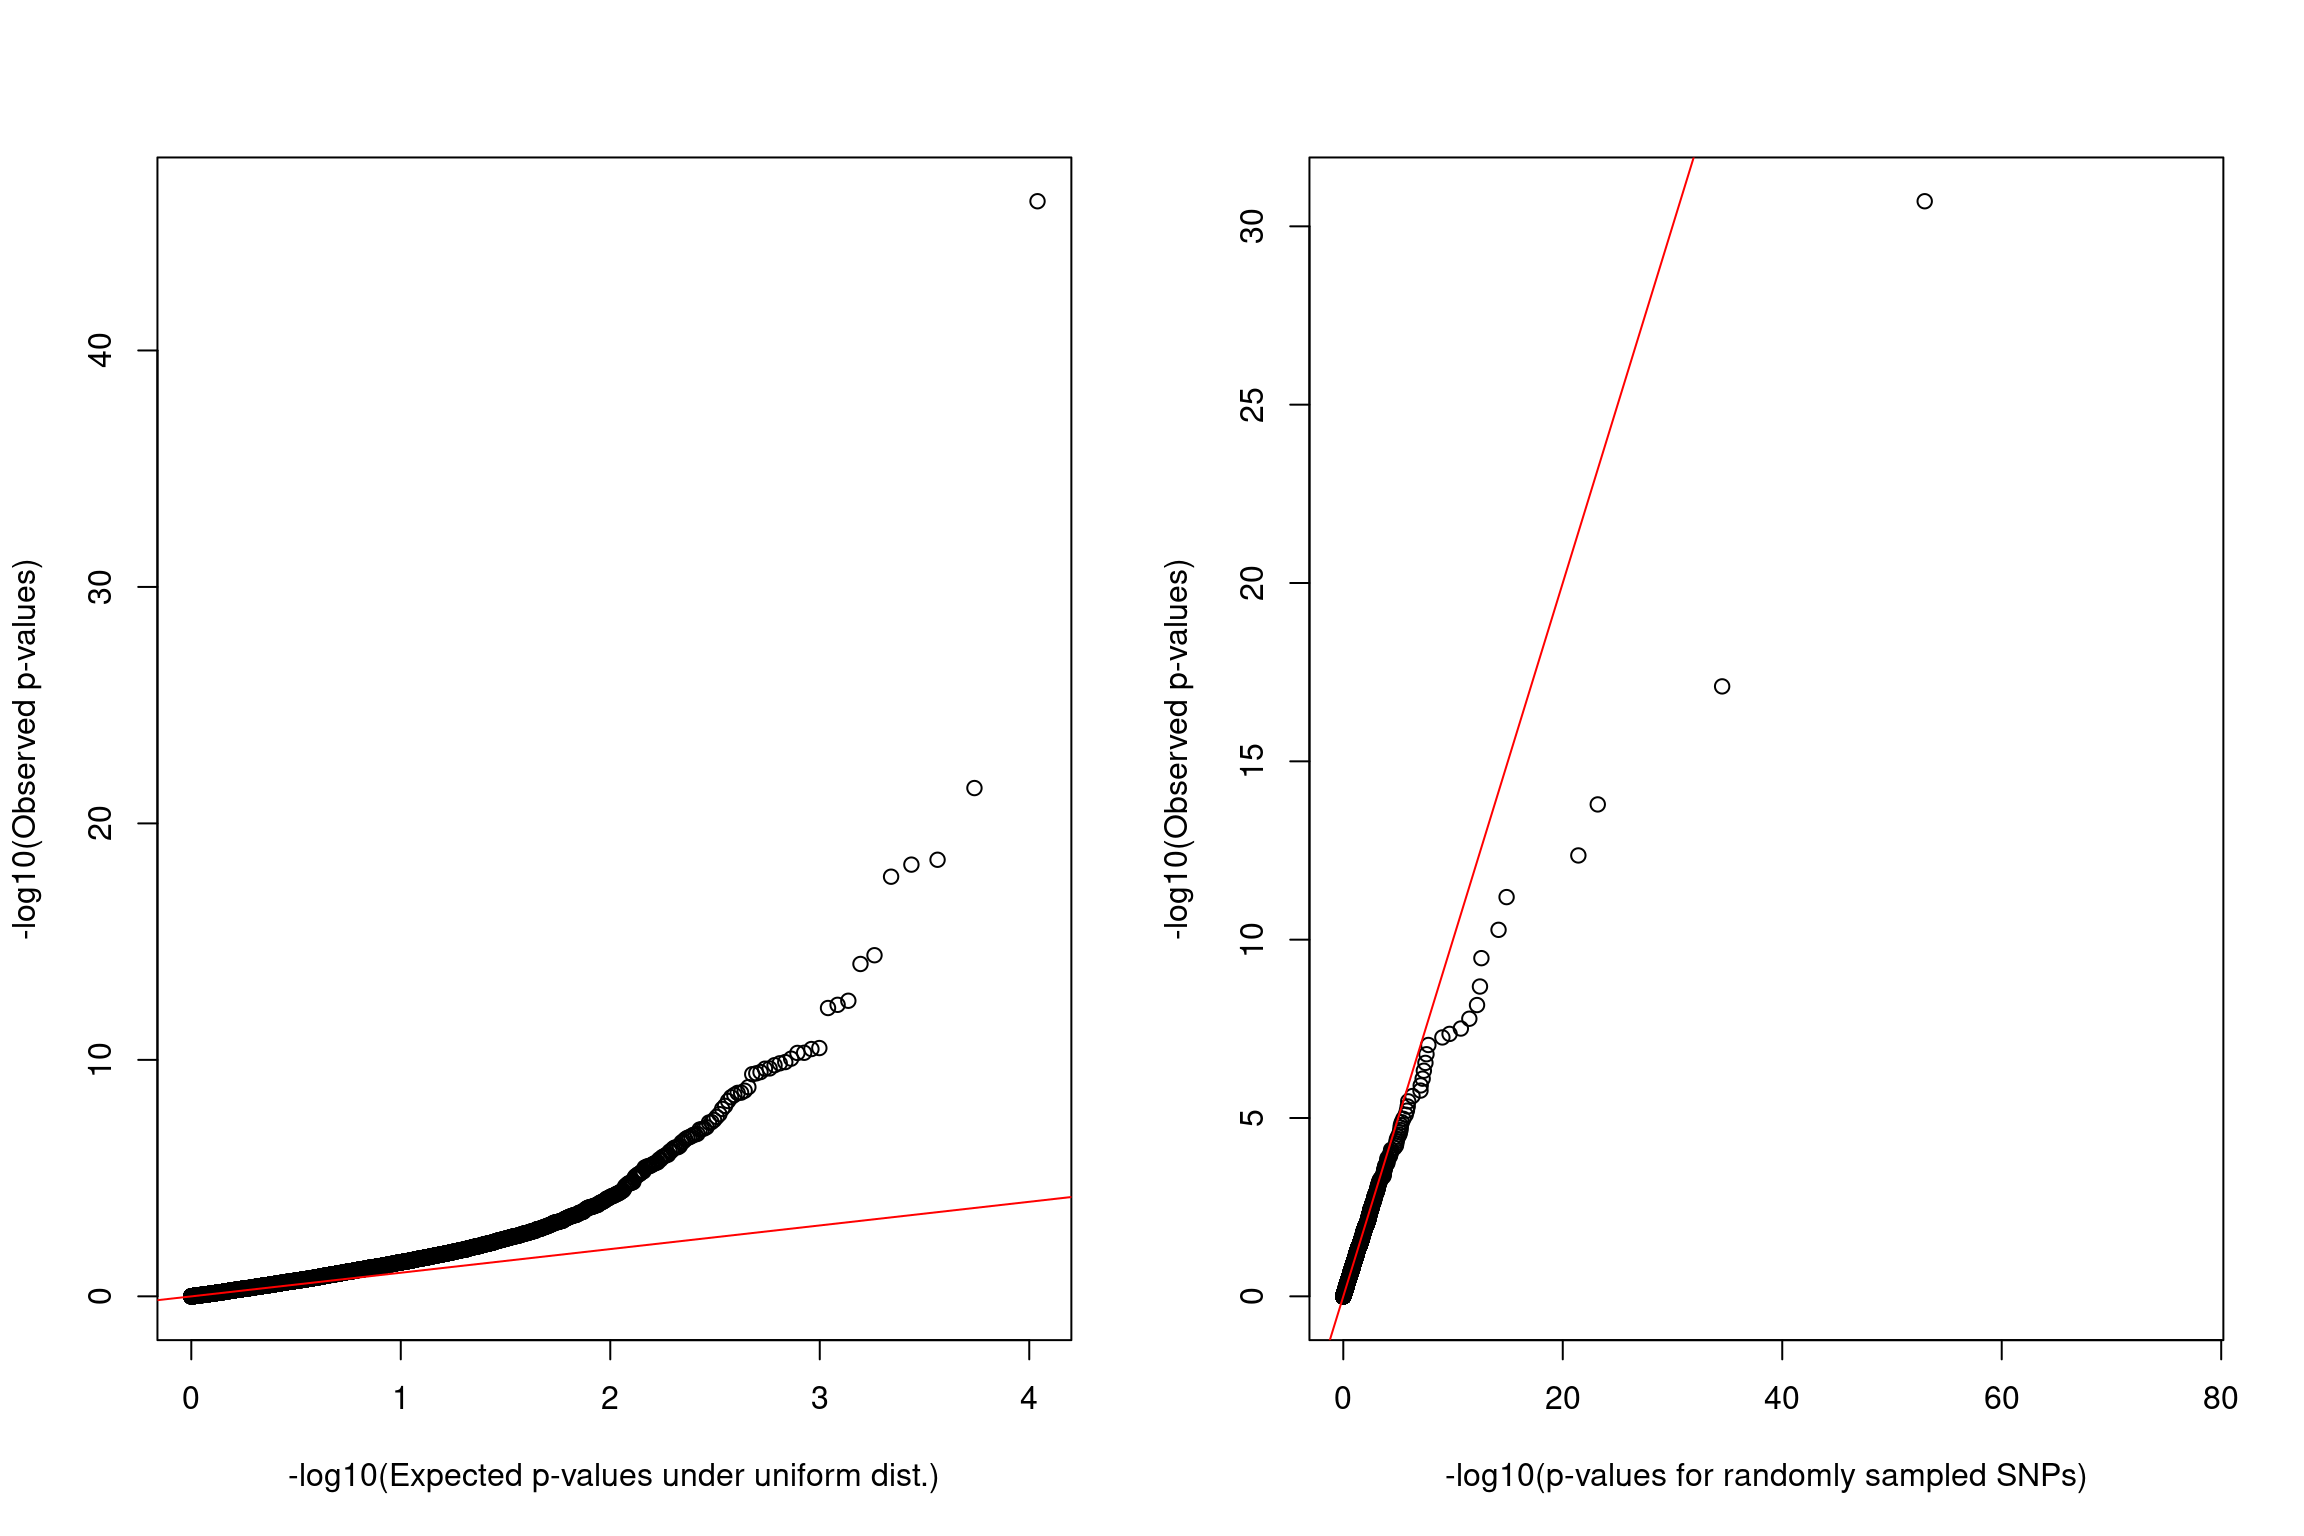 -log10(Observed p-values)
40
30
20
10
0
0 1 2 3 4
-log10(Expected p-values under uniform dist.)
-log10(Observed p-values)
30
25
20
15
10
5
0
0 20 40 60 80
-log10(p-values for randomly sampled SNPs)